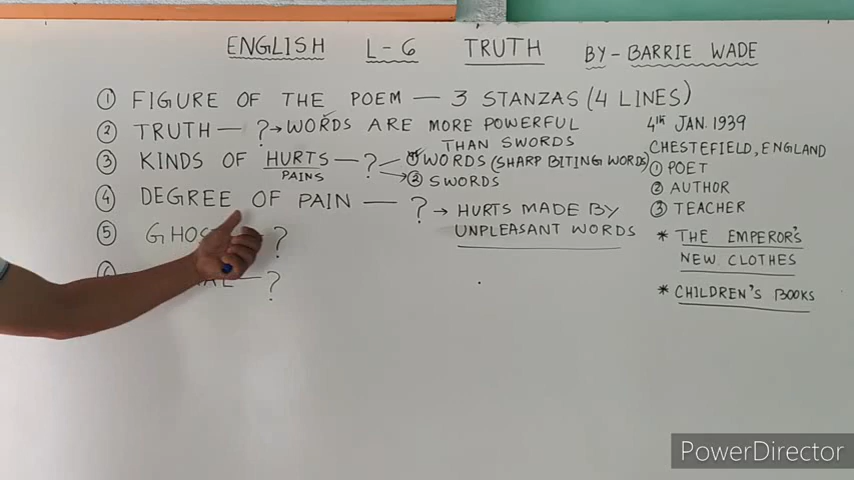 ENGLISH L-6 TRUTH BY-BARRIE WADE
① FIGURE OF THE POEM — 3 STANZAS (4 LINES)
② TRUTH — ? → WORDS ARE MORE POWERFUL
THAN SWORDS
③ KINDS OF HURTS — ? ① WORDS (SHARP BITING WORDS)
PAINS
② SWORDS
④ DEGREE OF PAIN — ? → HURTS MADE BY
UNPLEASANT WORDS
⑤ ?
— ?
4th JAN. 1939
CHESTEFIELD, ENGLAND
① POET
② AUTHOR
③ TEACHER
* THE EMPEROR'S
NEW CLOTHES
* CHILDREN'S BOOKS
PowerDirector